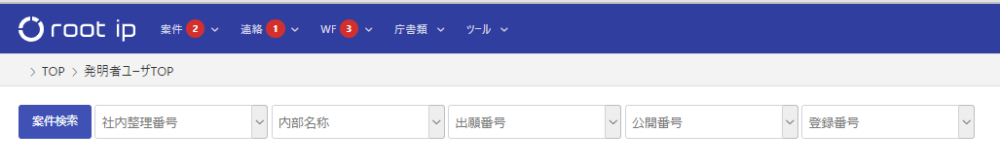 root ip 案件 2 連絡 1 WF 3 庁書類 ツール
TOP 発明者ユーザTOP
案件検索 社内整理番号 内部名称 出願番号 公開番号 登録番号